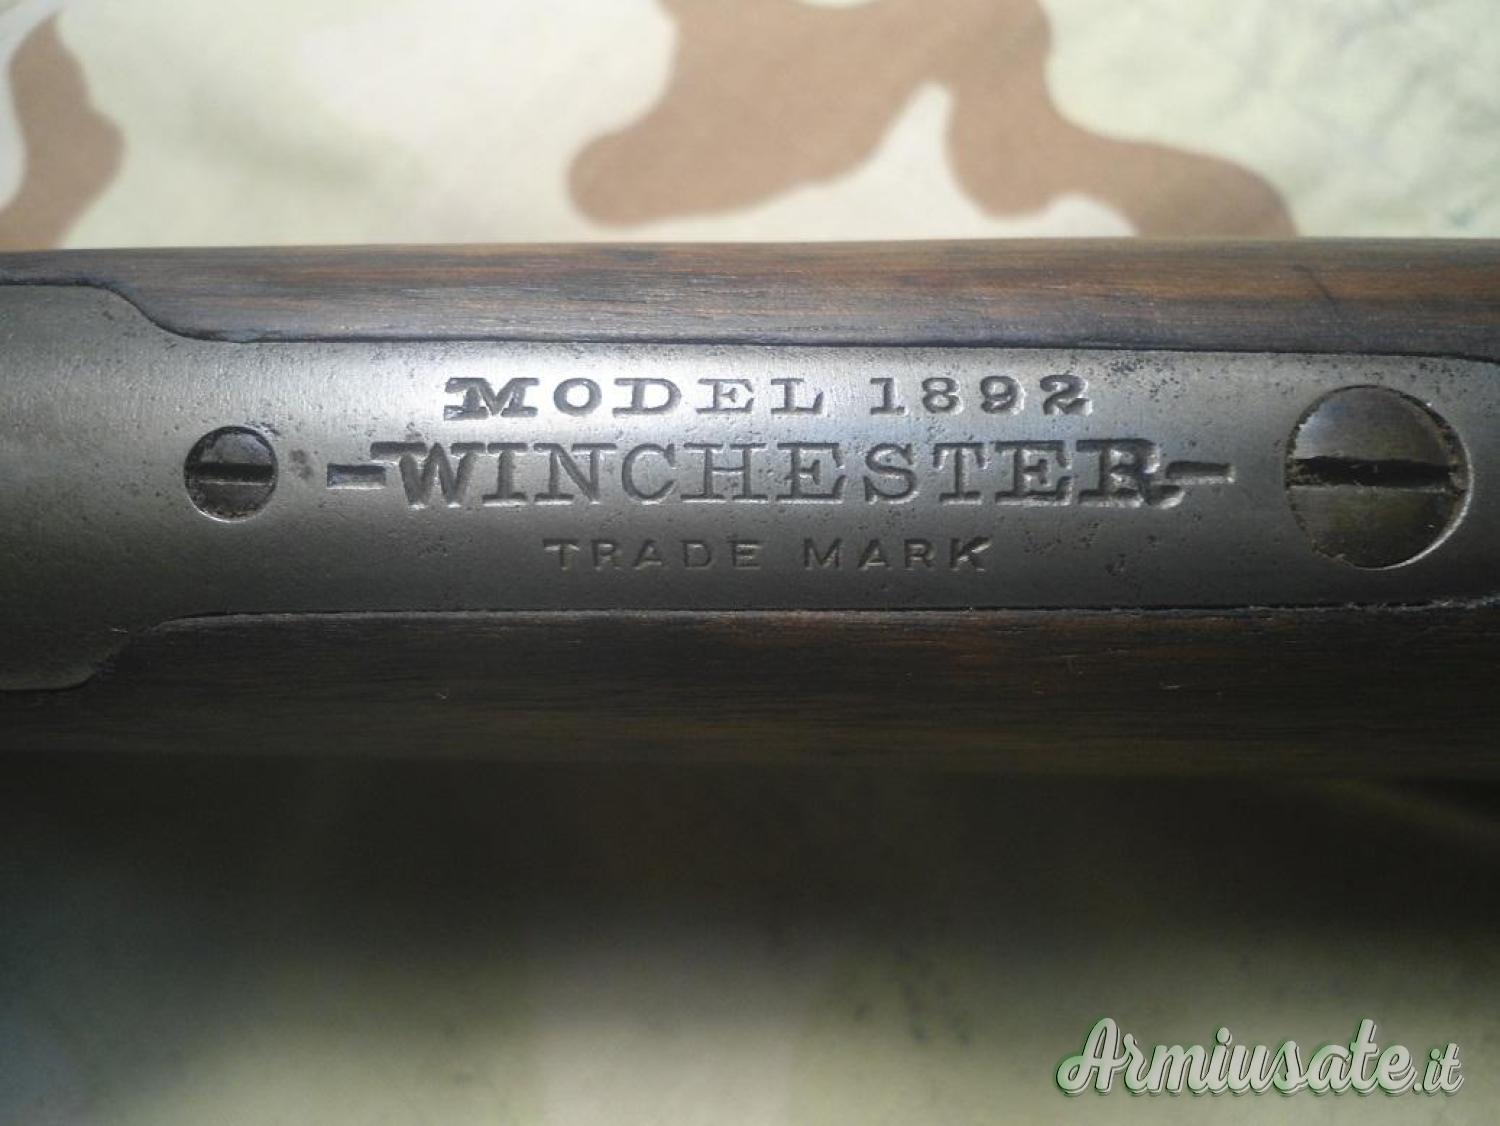 MODEL 1892
-WINCHESTER-
TRADE MARK
Armiusate.it